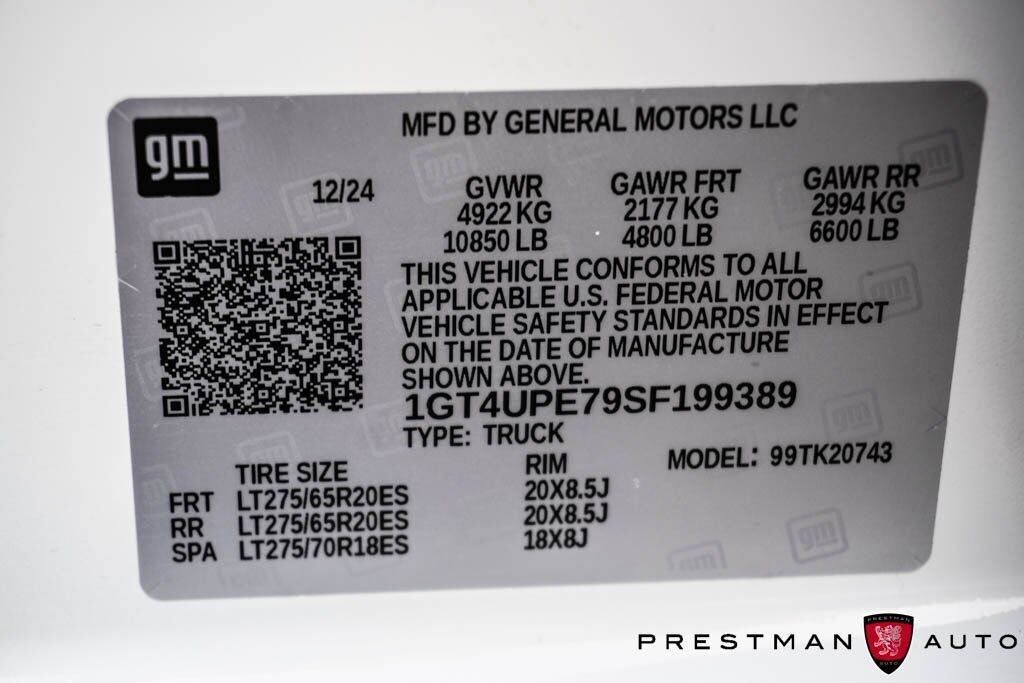 gm
MFD BY GENERAL MOTORS LLC
12/24 GVWR GAWR FRT GAWR RR
4922 KG 2177 KG 2994 KG
10850 LB 4800 LB 6600 LB
THIS VEHICLE CONFORMS TO ALL
APPLICABLE U.S. FEDERAL MOTOR
VEHICLE SAFETY STANDARDS IN EFFECT
ON THE DATE OF MANUFACTURE
SHOWN ABOVE.
1GT4UPE79SF199389
TYPE: TRUCK
MODEL: 99TK20743
TIRE SIZE RIM
FRT LT275/65R20ES 20X8.5J
RR LT275/65R20ES 20X8.5J
SPA LT275/70R18ES 18X8J
PRESTMAN AUTO
PRESTMAN
AUTO